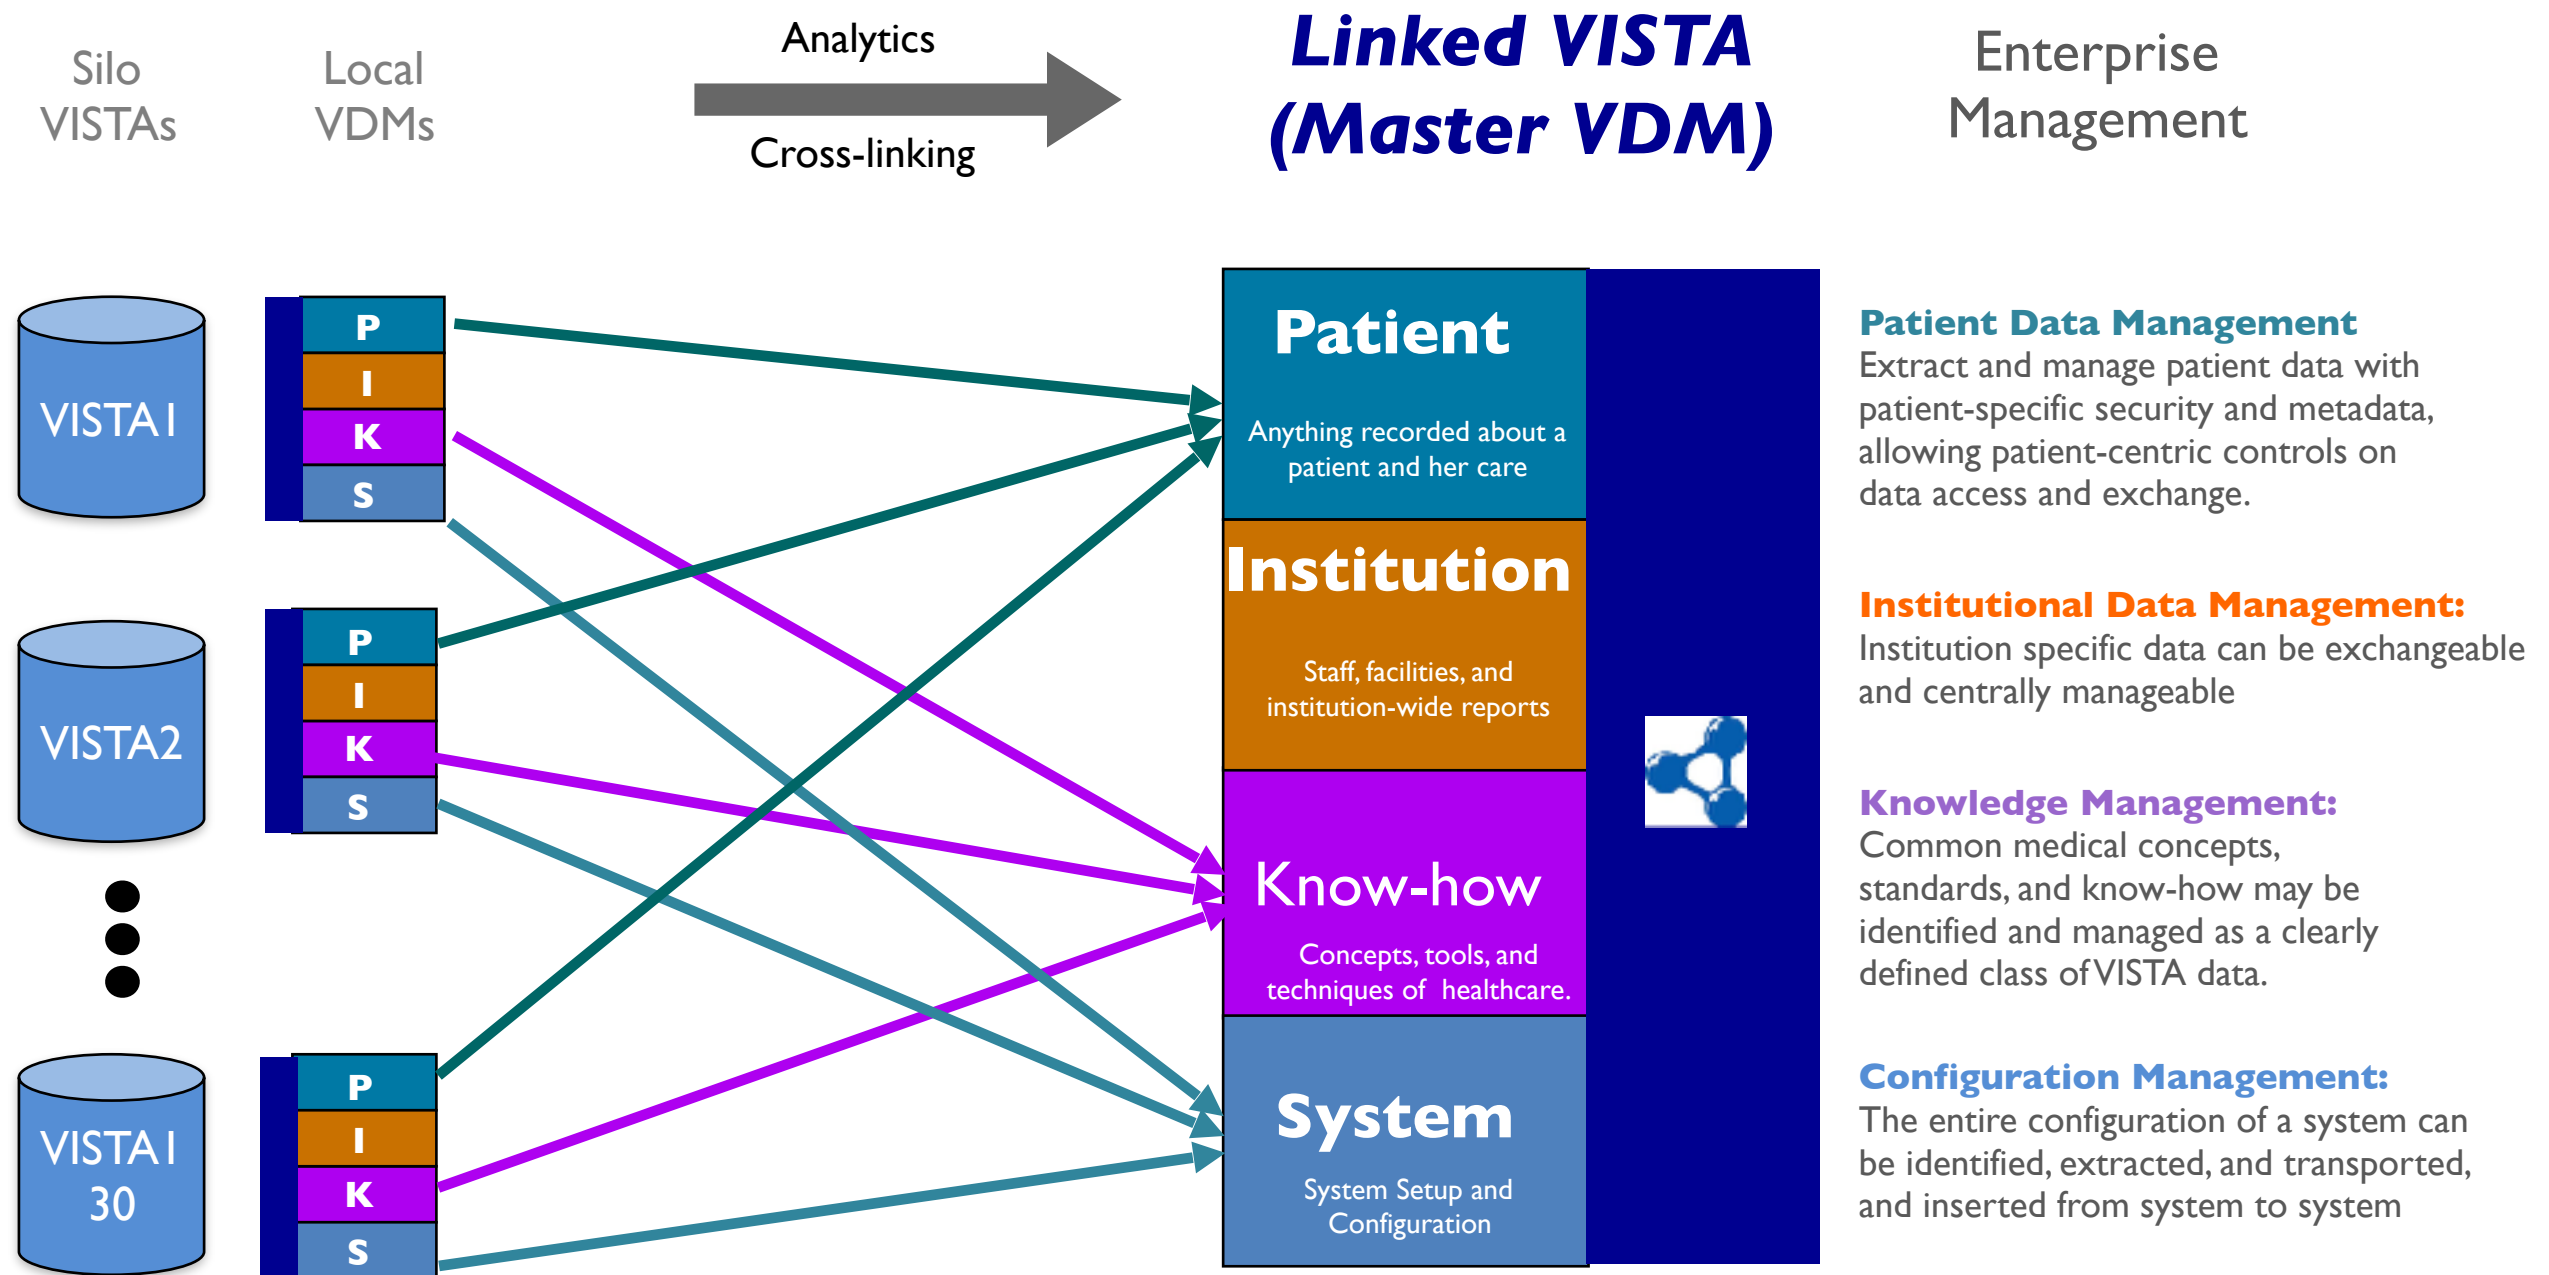 Silo
VISTAs
Local
VDMs
Analytics
Cross-linking
Linked VISTA
(Master VDM)
Enterprise
Management
VISTA1
P
I
K
S
VISTA2
P
I
K
S
VISTA1
30
P
I
K
S
Patient
Anything recorded about a
patient and her care
Institution
Staff, facilities, and
institution-wide reports
Know-how
Concepts, tools, and
techniques of healthcare.
System
System Setup and
Configuration
Patient Data Management
Extract and manage patient data with
patient-specific security and metadata,
allowing patient-centric controls on
data access and exchange.
Institutional Data Management:
Institution specific data can be exchangeable
and centrally manageable
Knowledge Management:
Common medical concepts,
standards, and know-how may be
identified and managed as a clearly
defined class of VISTA data.
Configuration Management:
The entire configuration of a system can
be identified, extracted, and transported,
and inserted from system to system